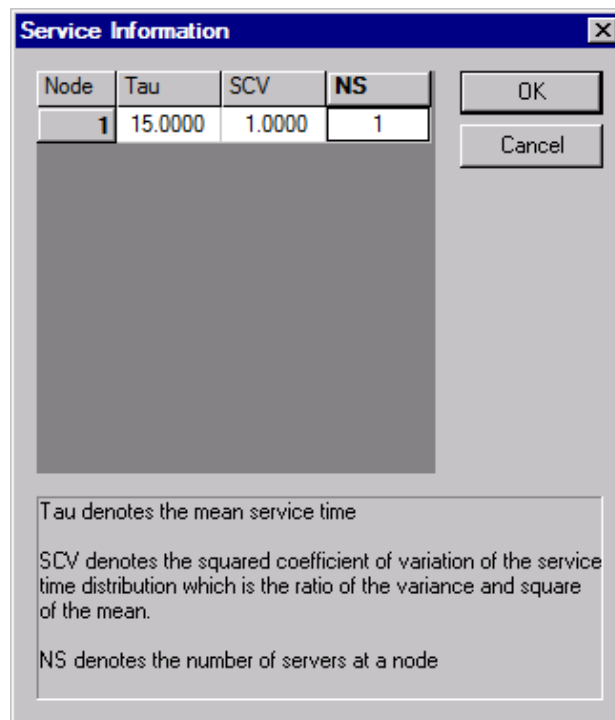 Service Information
Node Tau SCV NS
1 15.0000 1.0000 1
OK
Cancel
Tau denotes the mean service time
SCV denotes the squared coefficient of variation of the service
time distribution which is the ratio of the variance and square
of the mean.
NS denotes the number of servers at a node